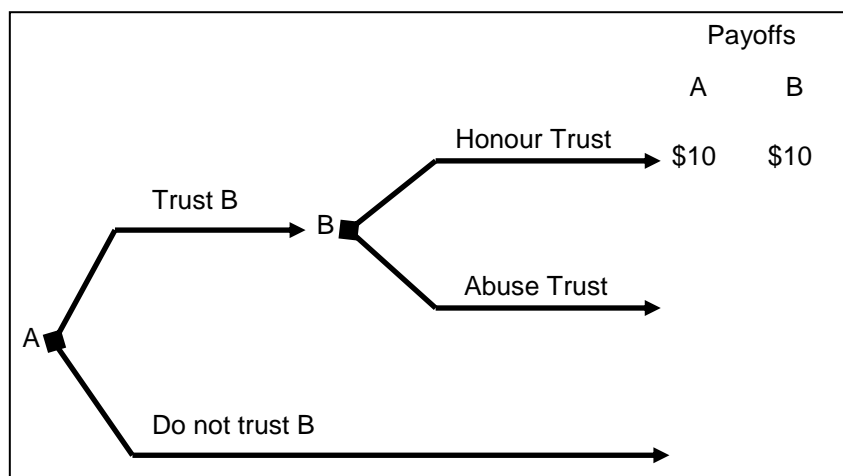 Payoffs
A B
Honour Trust
$10 $10
Trust B
B
Abuse Trust
A
Do not trust B